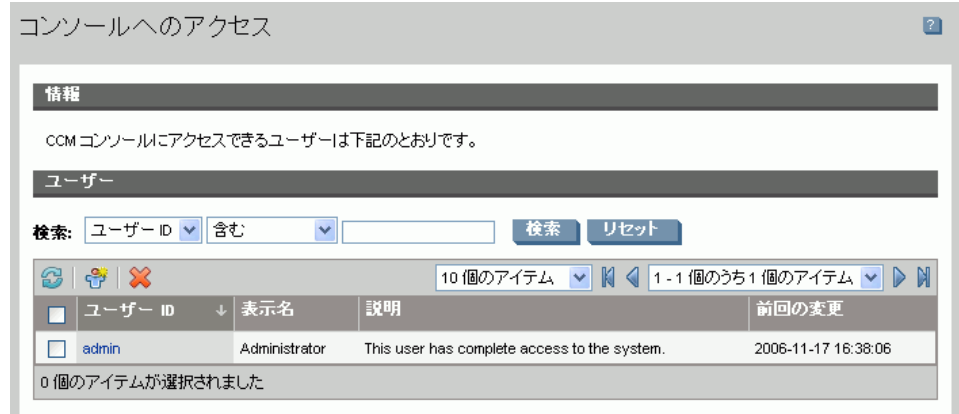 コンソールへのアクセス ?
情報
CCM コンソールにアクセスできるユーザーは下記のとおりです。
ユーザー
検索: ユーザー ID 含む 検索 リセット
10 個のアイテム 1 - 1 個のうち 1 個のアイテム
ユーザー ID 表示名 説明 前回の変更
admin Administrator This user has complete access to the system. 2006-11-17 16:38:06
0 個のアイテムが選択されました